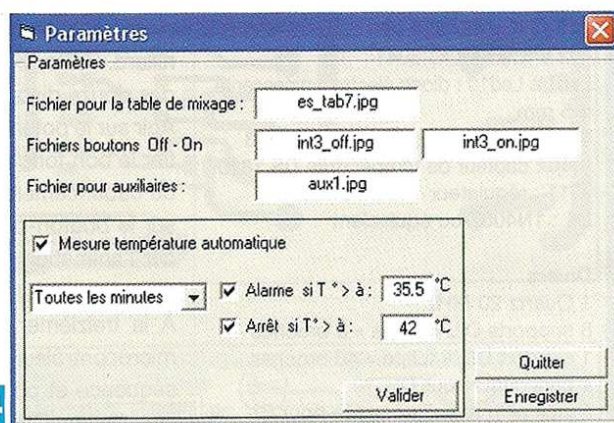 Paramètres
Paramètres
Fichier pour la table de mixage : es_tab7.jpg
Fichiers boutons Off - On int3_off.jpg int3_on.jpg
Fichier pour auxiliaires : aux1.jpg
Mesure température automatique
Toutes les minutes Alarme si T°> à : 35.5 °C
Arrêt si T°> à : 42 °C
Quitter
Valider Enregistrer